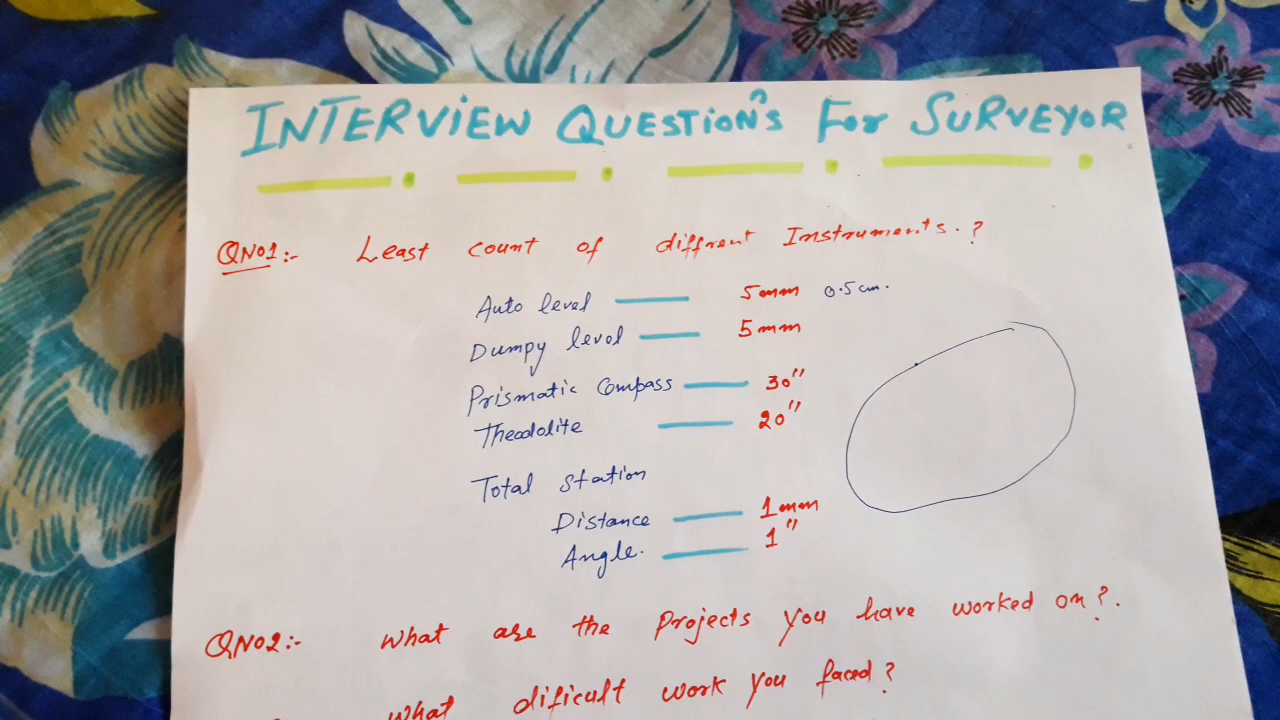 INTERVIEW QUESTIONS FOR SURVEYOR
QNO1:- Least count of diffrent Instruments.?
Auto level — 5mm 0.5cm.
Dumpy level — 5mm
Prismatic Compass — 30"
Theodolite — 20"
Total Station
Distance — 1mm
Angle. — 1"
QNO2:- What are the Projects you have worked on?.
What dificult work you faced?